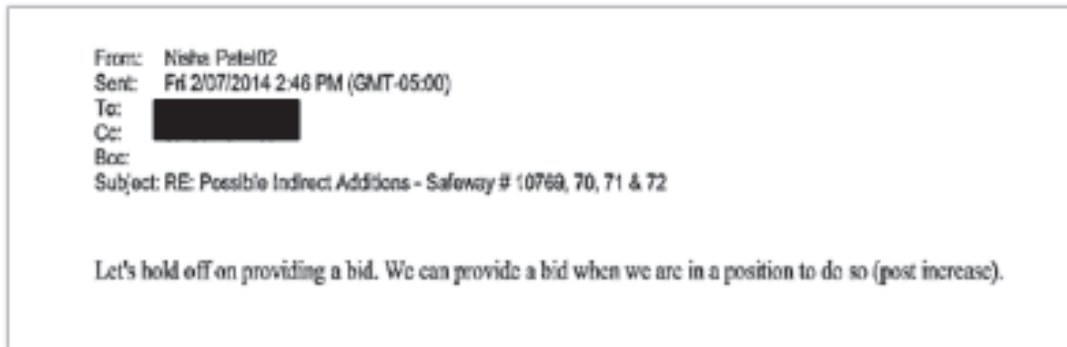 From: Nisha Patel02
Sent: Fri 2/07/2014 2:46 PM (GMT-05:00)
To:
Cc:
Bcc:
Subject: RE: Possible Indirect Additions - Safeway # 10769, 70, 71 & 72
Let's hold off on providing a bid. We can provide a bid when we are in a position to do so (post increase).